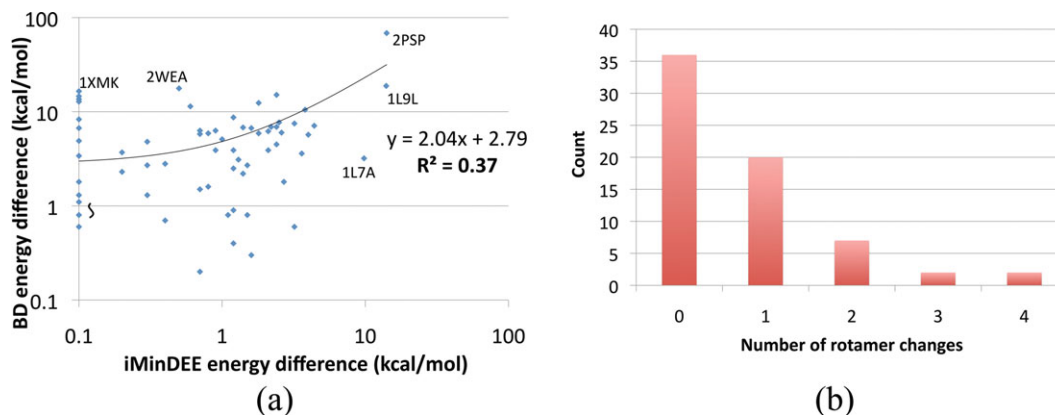 BD energy difference (kcal/mol)
100
10
1
0.1
1XMK
2WEA
2PSP
1L9L
1L7A
y = 2.04x + 2.79
R² = 0.37
0.1 1 10 100
iMinDEE energy difference (kcal/mol)
(a)
Count
40
35
30
25
20
15
10
5
0
0 1 2 3 4
Number of rotamer changes
(b)